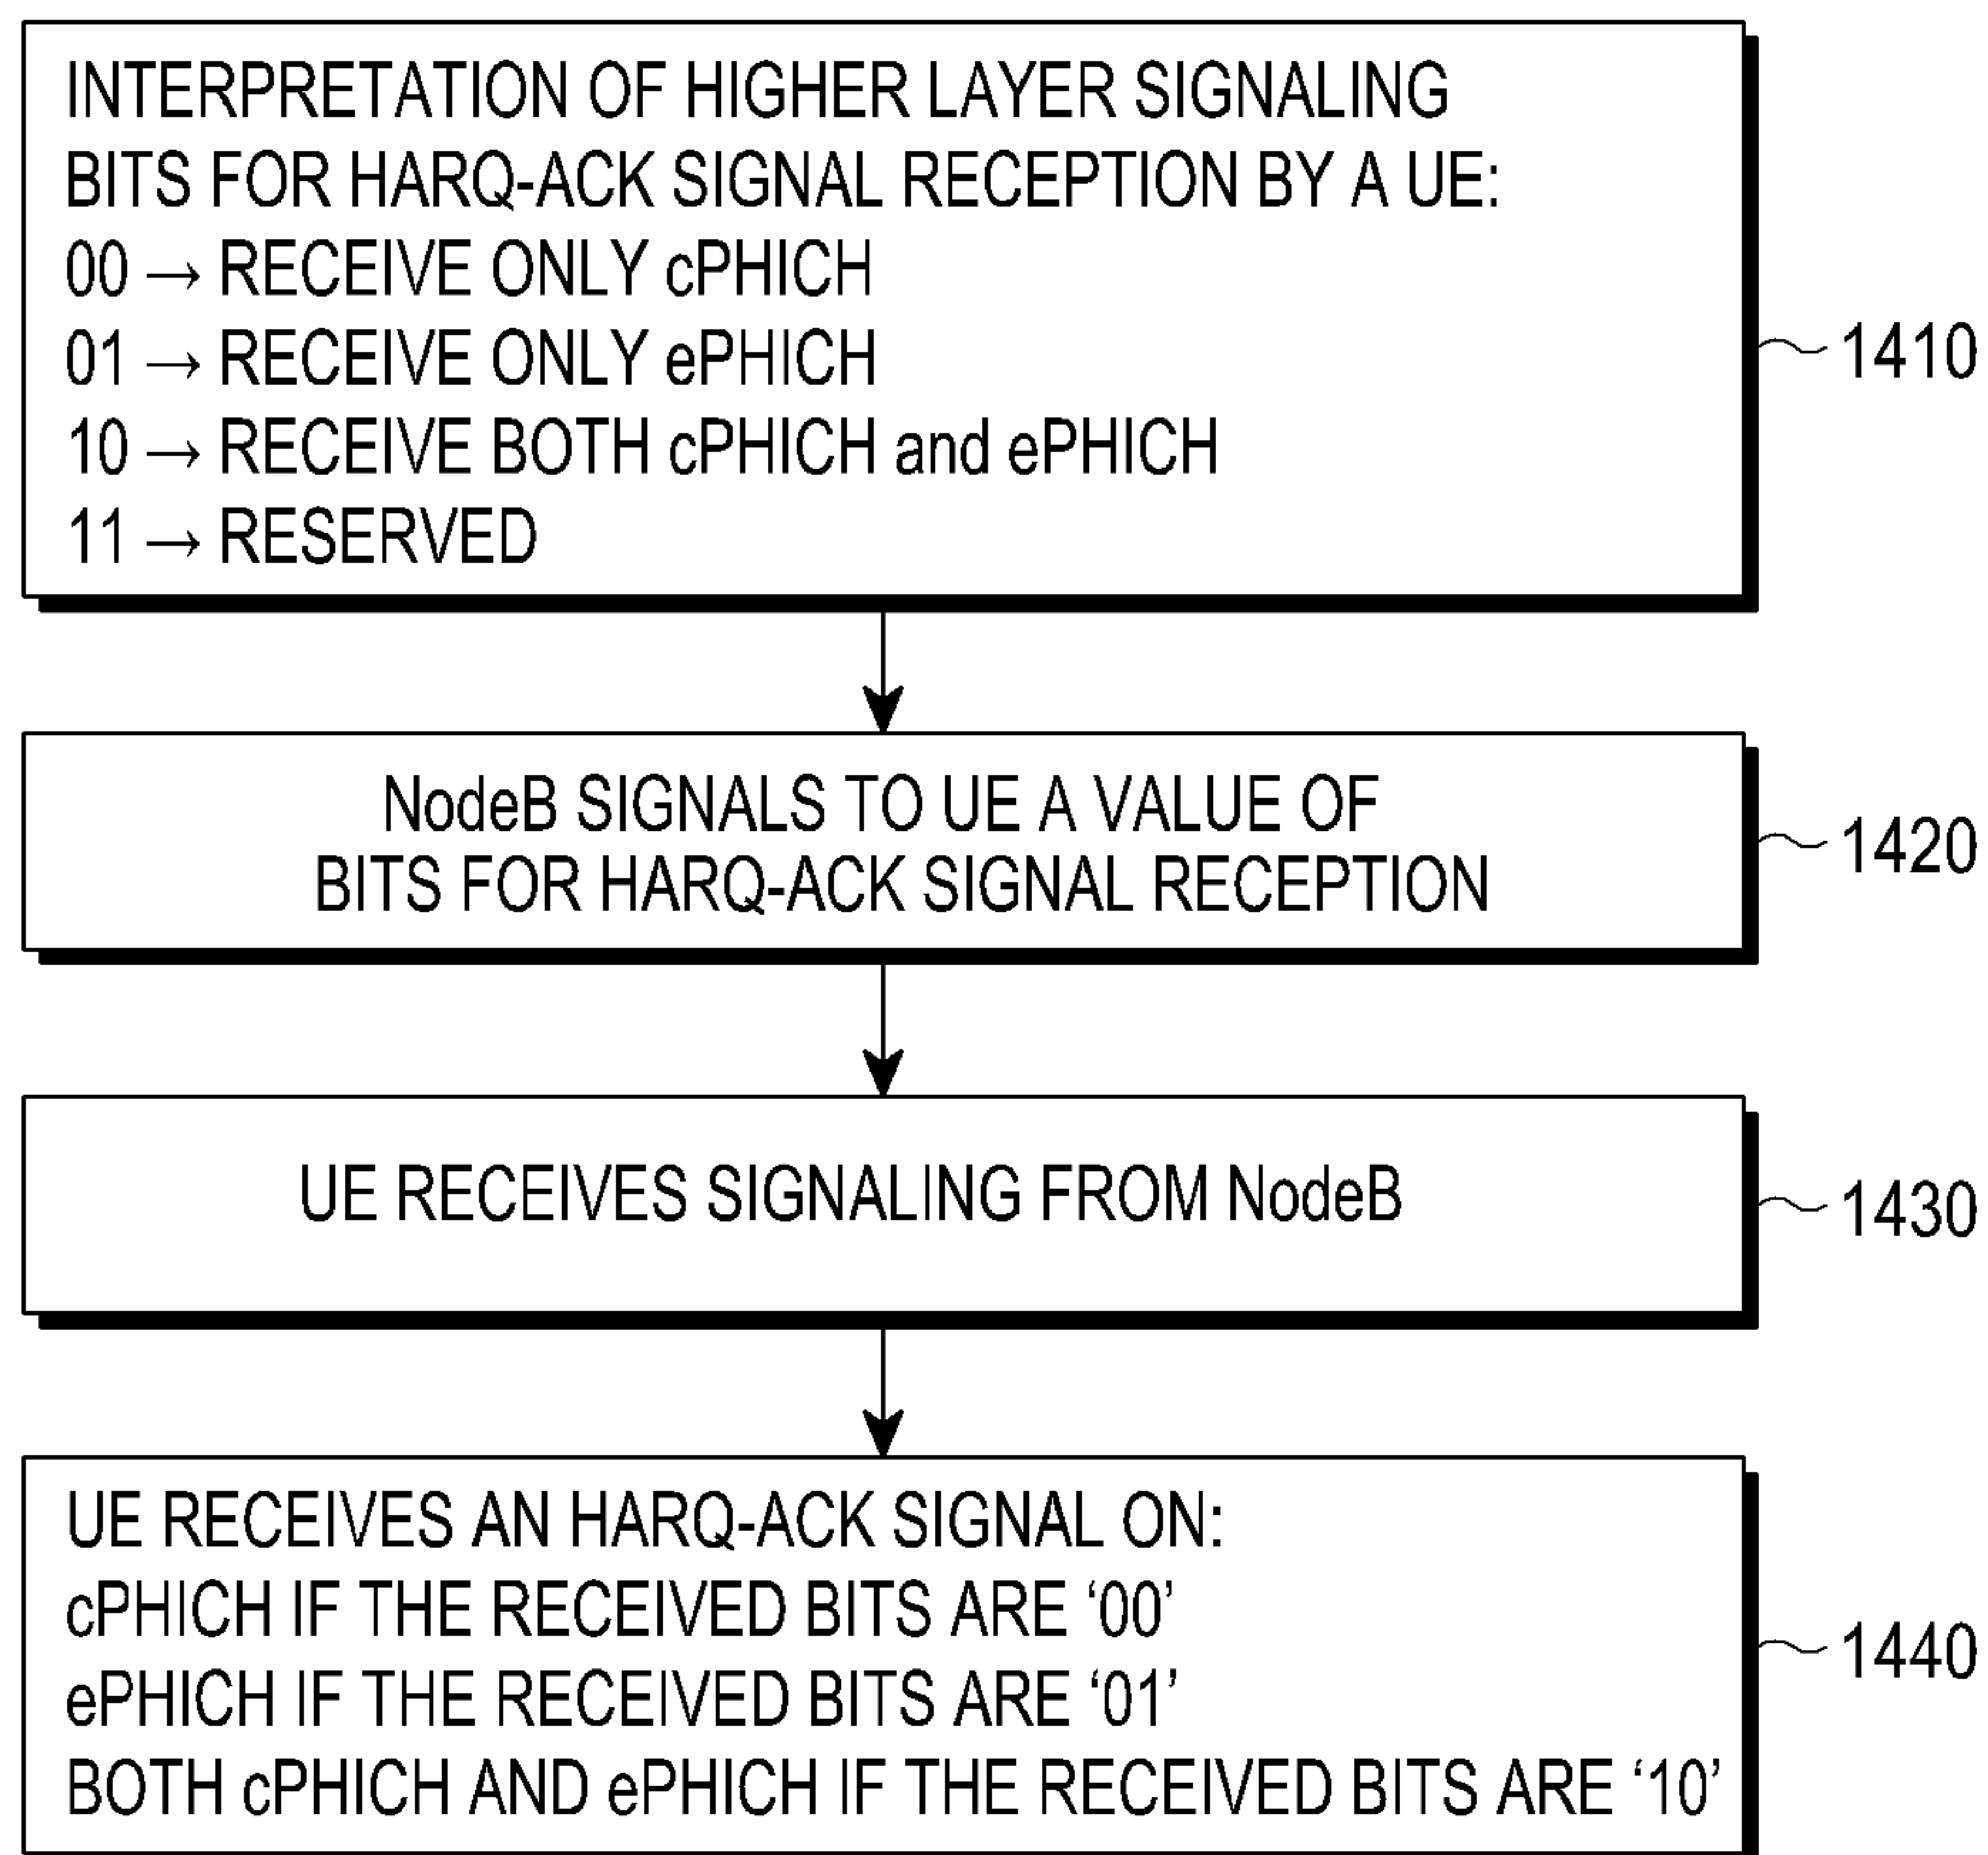 INTERPRETATION OF HIGHER LAYER SIGNALING
BITS FOR HARQ-ACK SIGNAL RECEPTION BY A UE:
00 → RECEIVE ONLY cPHICH
01 → RECEIVE ONLY ePHICH
10 → RECEIVE BOTH cPHICH and ePHICH
11 → RESERVED
1410
NodeB SIGNALS TO UE A VALUE OF
BITS FOR HARQ-ACK SIGNAL RECEPTION
1420
UE RECEIVES SIGNALING FROM NodeB
1430
UE RECEIVES AN HARQ-ACK SIGNAL ON:
cPHICH IF THE RECEIVED BITS ARE ‘00’
ePHICH IF THE RECEIVED BITS ARE ‘01’
BOTH cPHICH AND ePHICH IF THE RECEIVED BITS ARE ‘10’
1440